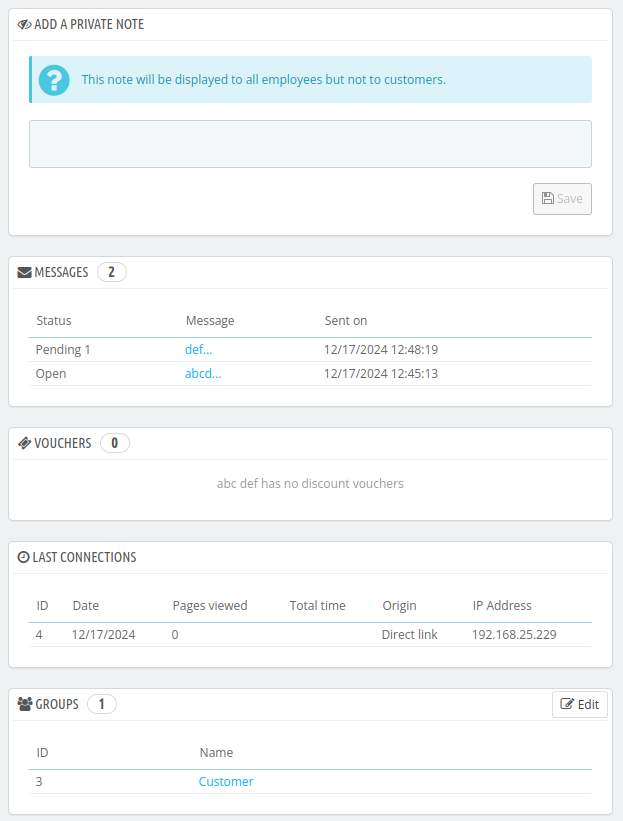 ADD A PRIVATE NOTE
This note will be displayed to all employees but not to customers.
Save
MESSAGES 2
Status Message Sent on
Pending 1 def... 12/17/2024 12:48:19
Open abcd... 12/17/2024 12:45:13
VOUCHERS 0
abc def has no discount vouchers
LAST CONNECTIONS
ID Date Pages viewed Total time Origin IP Address
4 12/17/2024 0 Direct link 192.168.25.229
GROUPS 1 Edit
ID Name
3 Customer